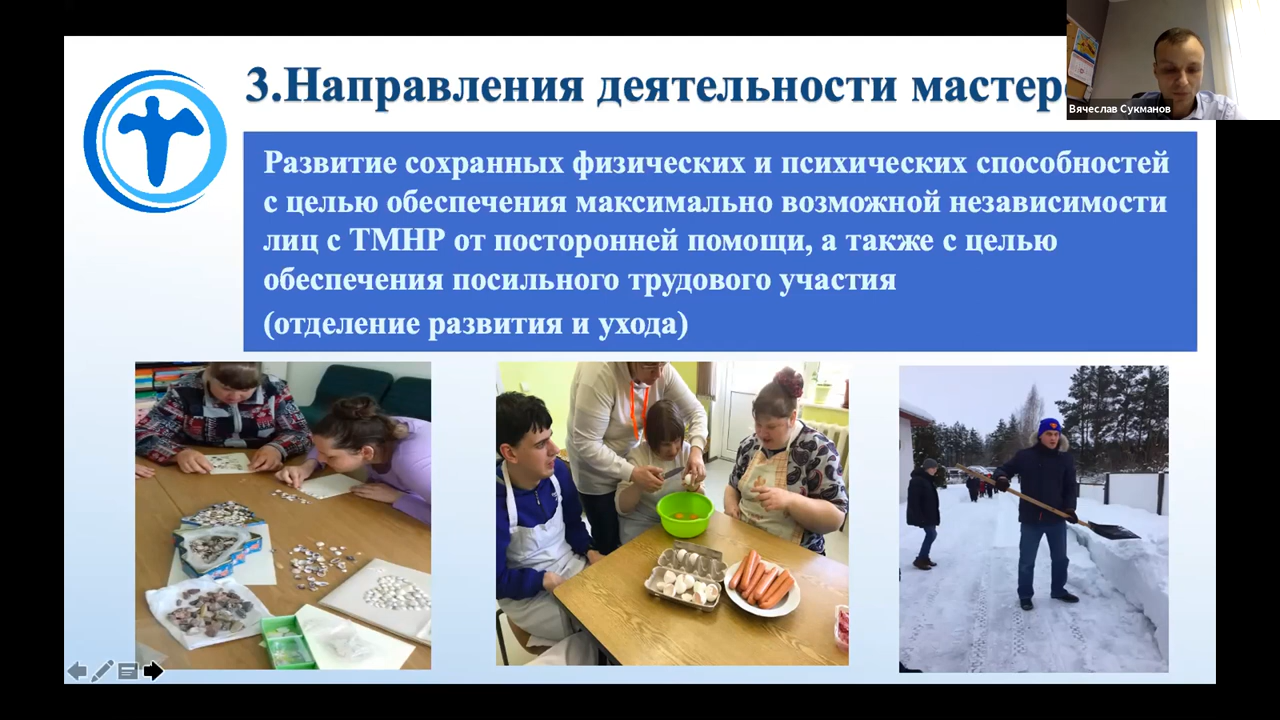 3.Направления деятельности мастер
Вячеслав Сукманов
Развитие сохранных физических и психических способностей
с целью обеспечения максимально возможной независимости
лиц с ТМНР от посторонней помощи, а также с целью
обеспечения посильного трудового участия
(отделение развития и ухода)